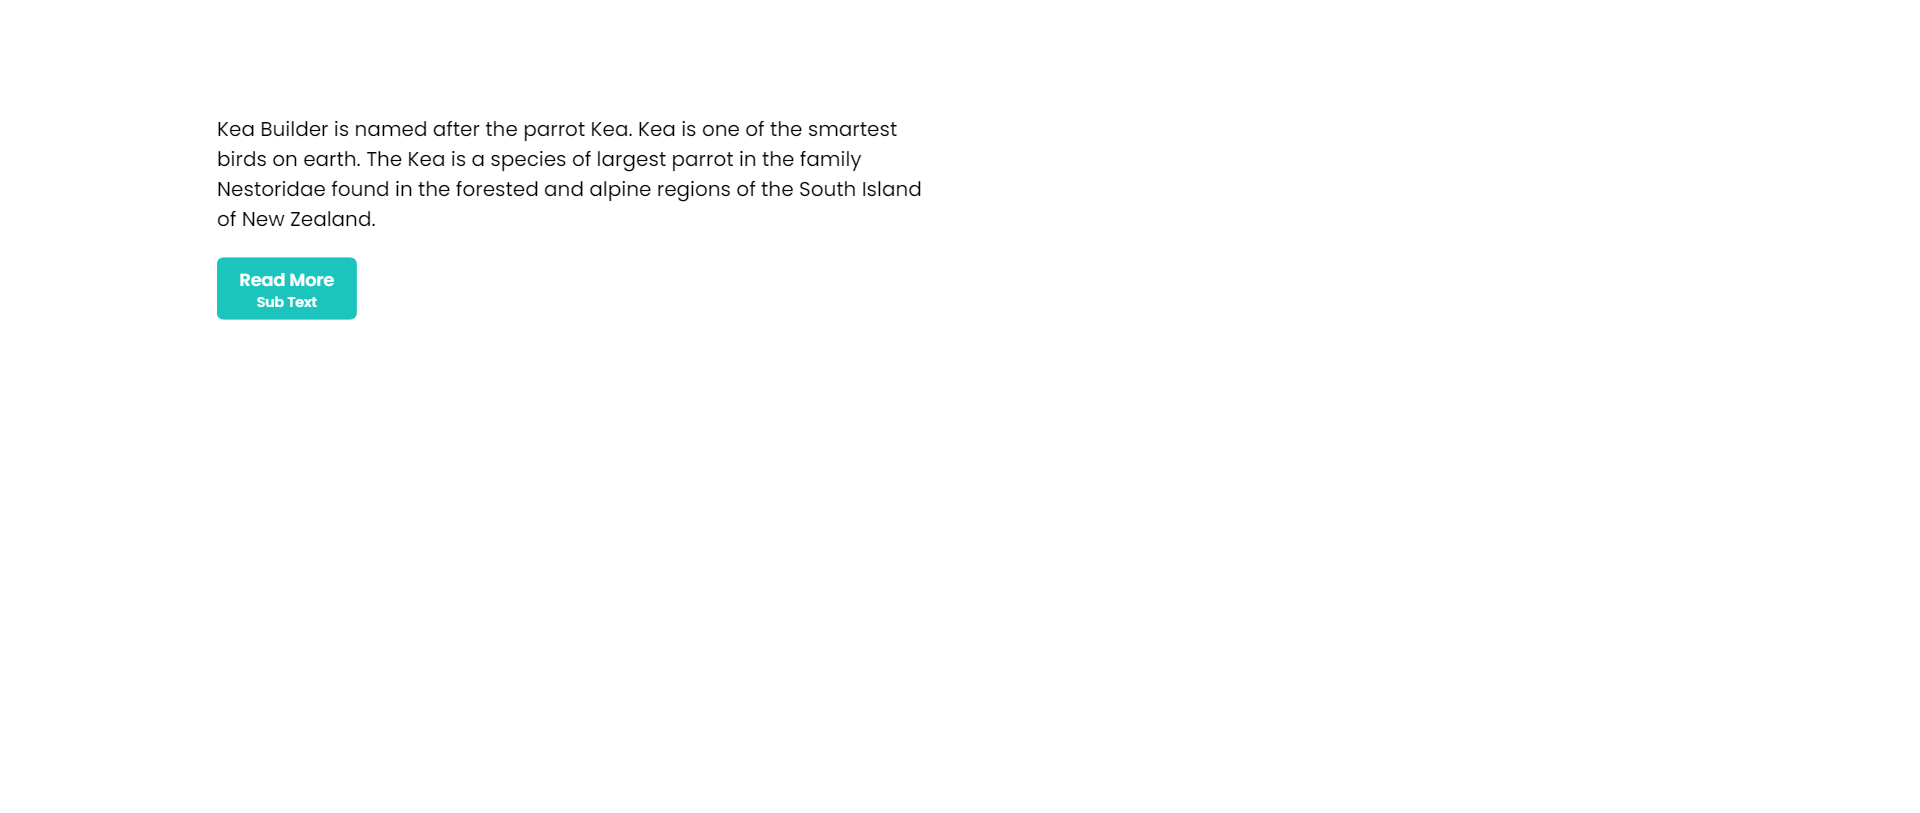 Kea Builder is named after the parrot Kea. Kea is one of the smartest
birds on earth. The Kea is a species of largest parrot in the family
Nestoridae found in the forested and alpine regions of the South Island
of New Zealand.
Read More
Sub Text